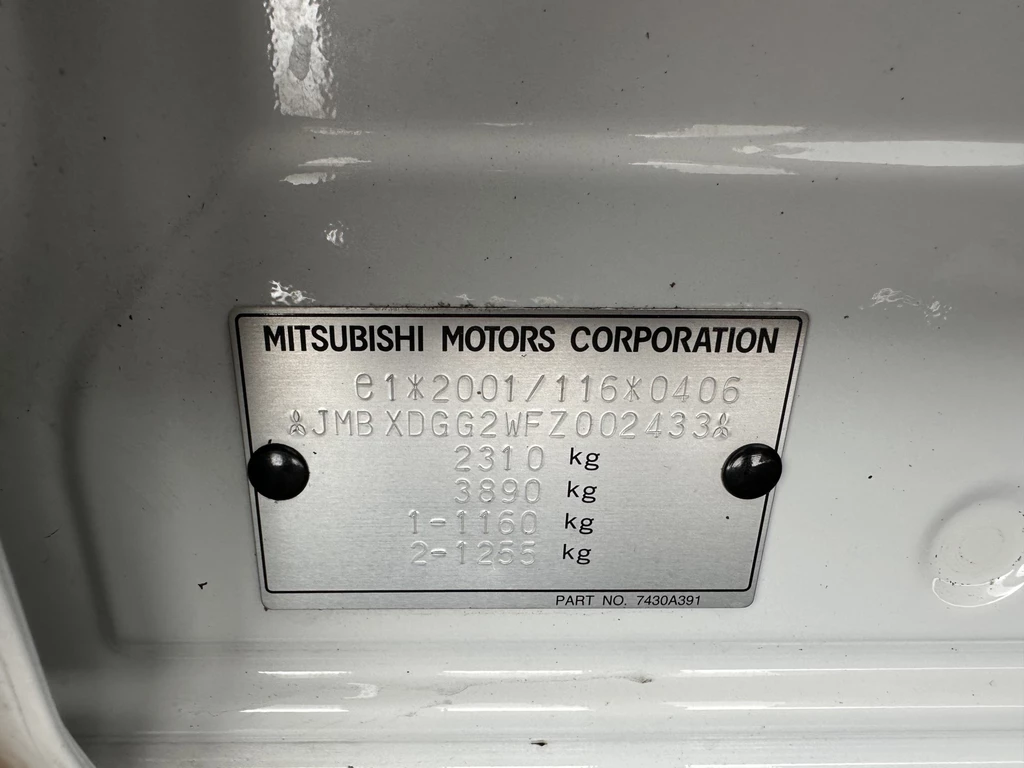 MITSUBISHI MOTORS CORPORATION
e1*2001/116*0406
JMBXDGG2WFZ002433
2310 kg
3890 kg
1-1160 kg
2-1255 kg
PART NO. 7430A391